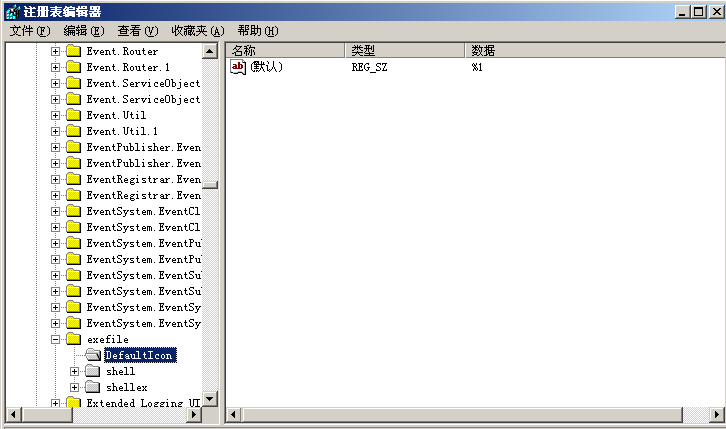 注册表编辑器
文件(F) 编辑(E) 查看(V) 收藏夹(A) 帮助(H)
名称 类型 数据
ab (默认) REG_SZ %1
Event.Router
Event.Router.1
Event.ServiceObject
Event.ServiceObject
Event.Util
Event.Util.1
EventPublisher.Even
EventPublisher.Even
EventRegistrar.Even
EventRegistrar.Even
EventSystem.EventCl
EventSystem.EventCl
EventSystem.EventPu
EventSystem.EventPu
EventSystem.EventSu
EventSystem.EventSu
EventSystem.EventSy
EventSystem.EventSy
exefile
DefaultIcon
shell
shellex
Extended Logging UI